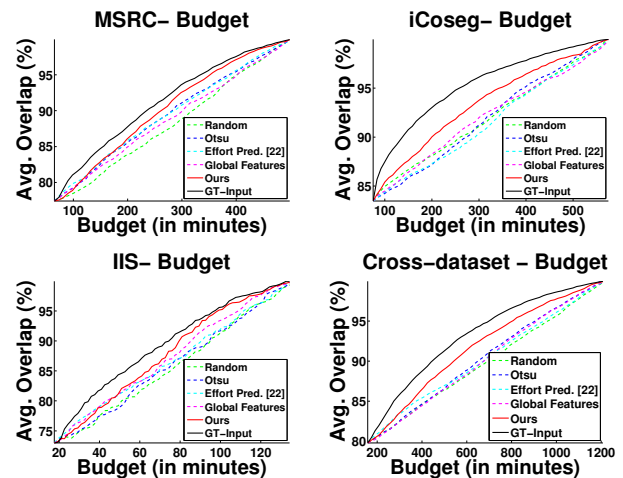 MSRC− Budget
Avg. Overlap (%)
95
90
85
80
100 200 300 400
Budget (in minutes)
Random
Otsu
Effort Pred. [22]
Global Features
Ours
GT−Input
iCoseg− Budget
Avg. Overlap (%)
95
90
85
100 200 300 400 500
Budget (in minutes)
Random
Otsu
Effort Pred. [22]
Global Features
Ours
GT−Input
IIS− Budget
Avg. Overlap (%)
100
95
90
85
80
75
20 40 60 80 100 120
Budget (in minutes)
Random
Otsu
Effort Pred. [22]
Global Features
Ours
GT−Input
Cross−dataset − Budget
Avg. Overlap (%)
100
95
90
85
80
200 400 600 800 1000 1200
Budget (in minutes)
Random
Otsu
Effort Pred. [22]
Global Features
Ours
GT−Input